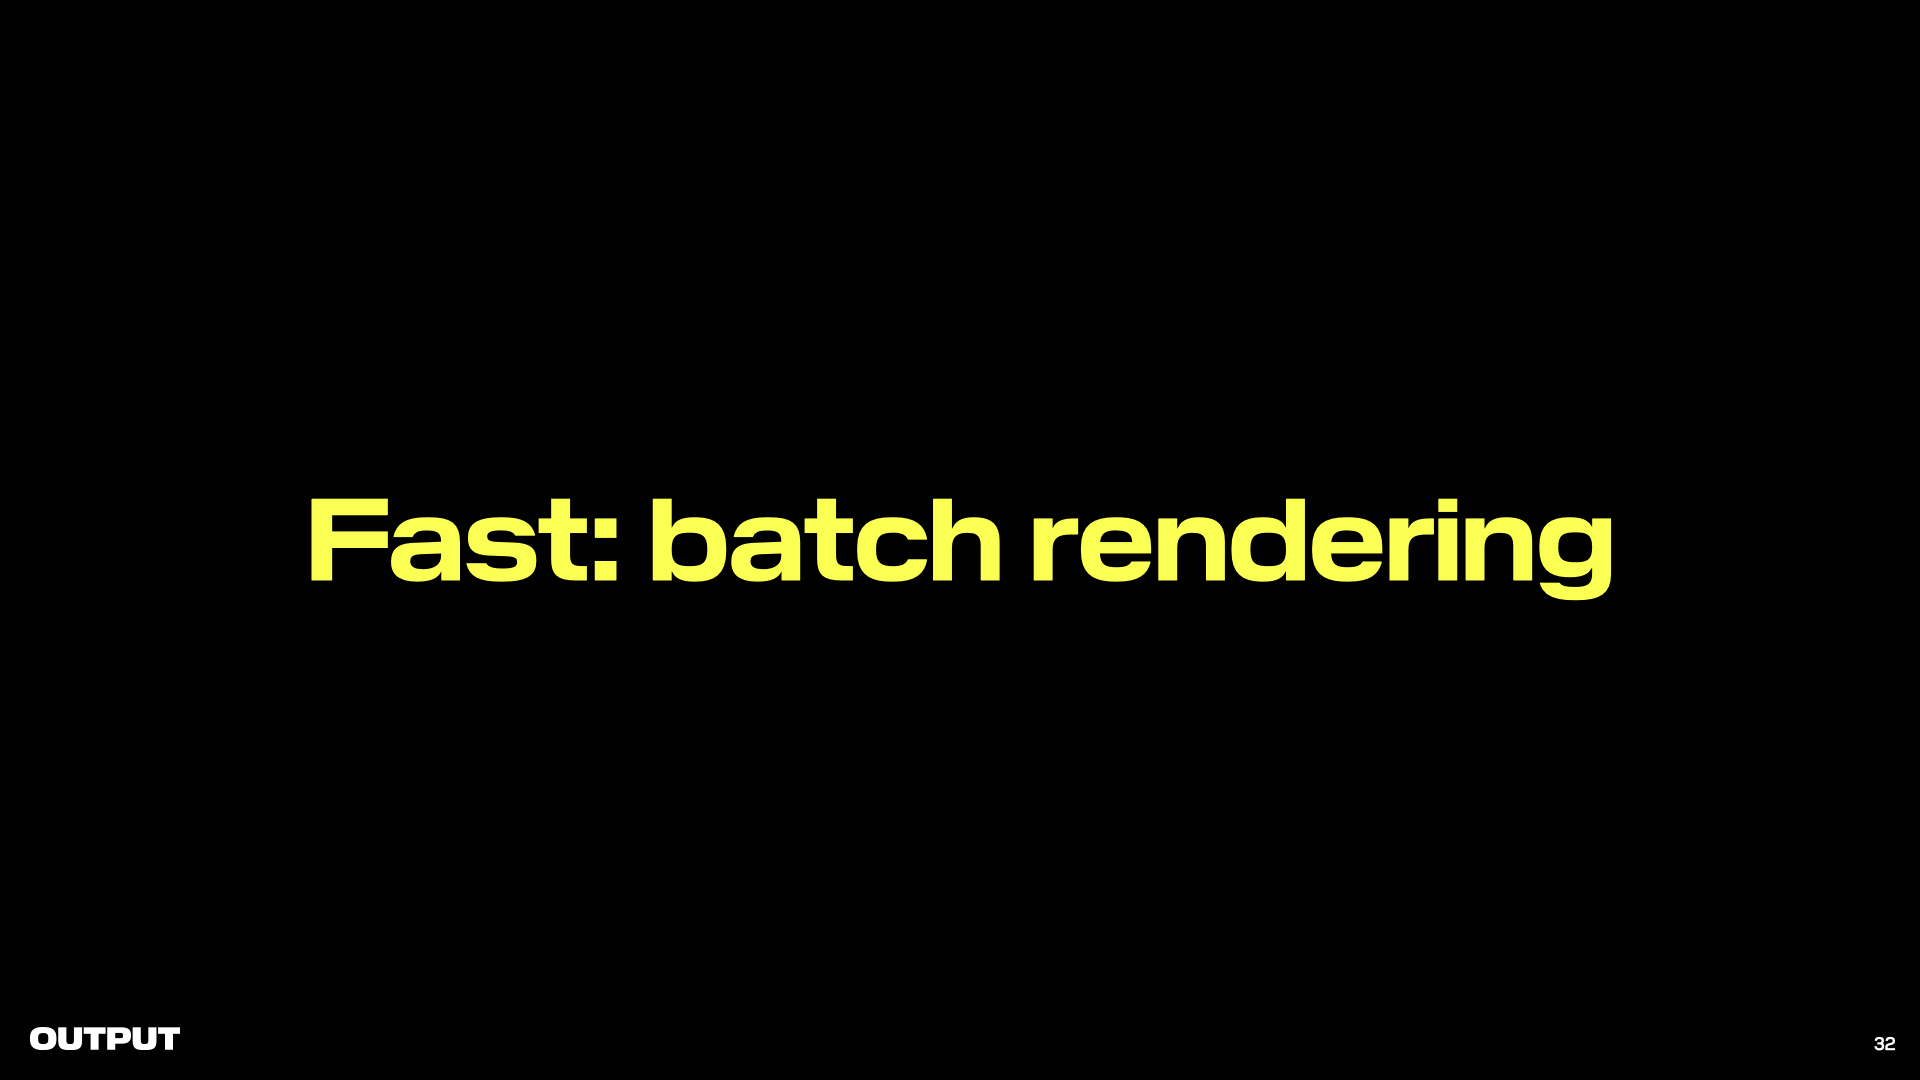 Fast: batch rendering
OUTPUT
32